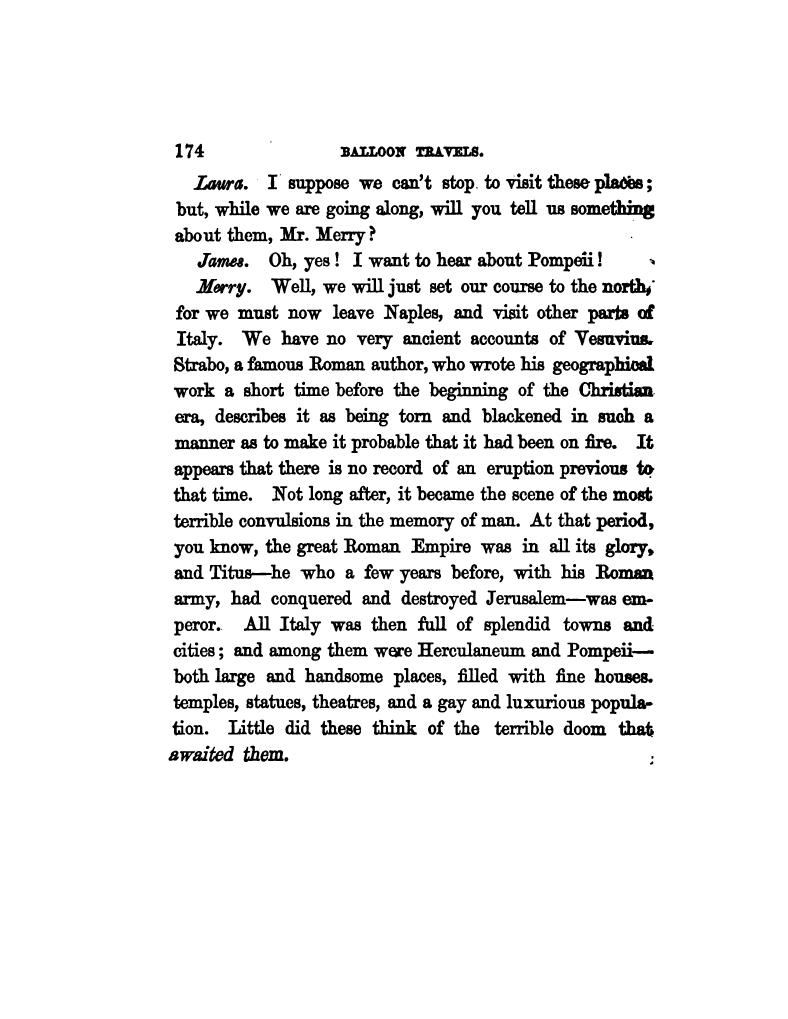 174 BALLOON TRAVELS.
Laura. I suppose we can't stop to visit these places;
but, while we are going along, will you tell us something
about them, Mr. Merry?
James. Oh, yes! I want to hear about Pompeii!
Merry. Well, we will just set our course to the north,
for we must now leave Naples, and visit other parts of
Italy. We have no very ancient accounts of Vesuvius.
Strabo, a famous Roman author, who wrote his geographical
work a short time before the beginning of the Christian
era, describes it as being torn and blackened in such a
manner as to make it probable that it had been on fire. It
appears that there is no record of an eruption previous to
that time. Not long after, it became the scene of the most
terrible convulsions in the memory of man. At that period,
you know, the great Roman Empire was in all its glory,
and Titus—he who a few years before, with his Roman
army, had conquered and destroyed Jerusalem—was em-
peror. All Italy was then full of splendid towns and
cities; and among them were Herculaneum and Pompeii—
both large and handsome places, filled with fine houses.
temples, statues, theatres, and a gay and luxurious popula-
tion. Little did these think of the terrible doom that
awaited them.